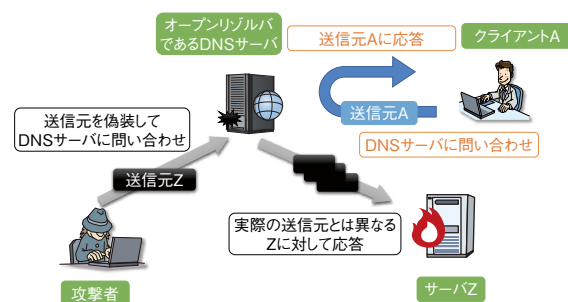 オープンリゾルバ
であるDNSサーバ
送信元Aに応答
クライアントA
送信元A
送信元を偽装して
DNSサーバに問い合わせ
DNSサーバに問い合わせ
送信元Z
実際の送信元とは異なる
Zに対して応答
攻撃者
サーバZ